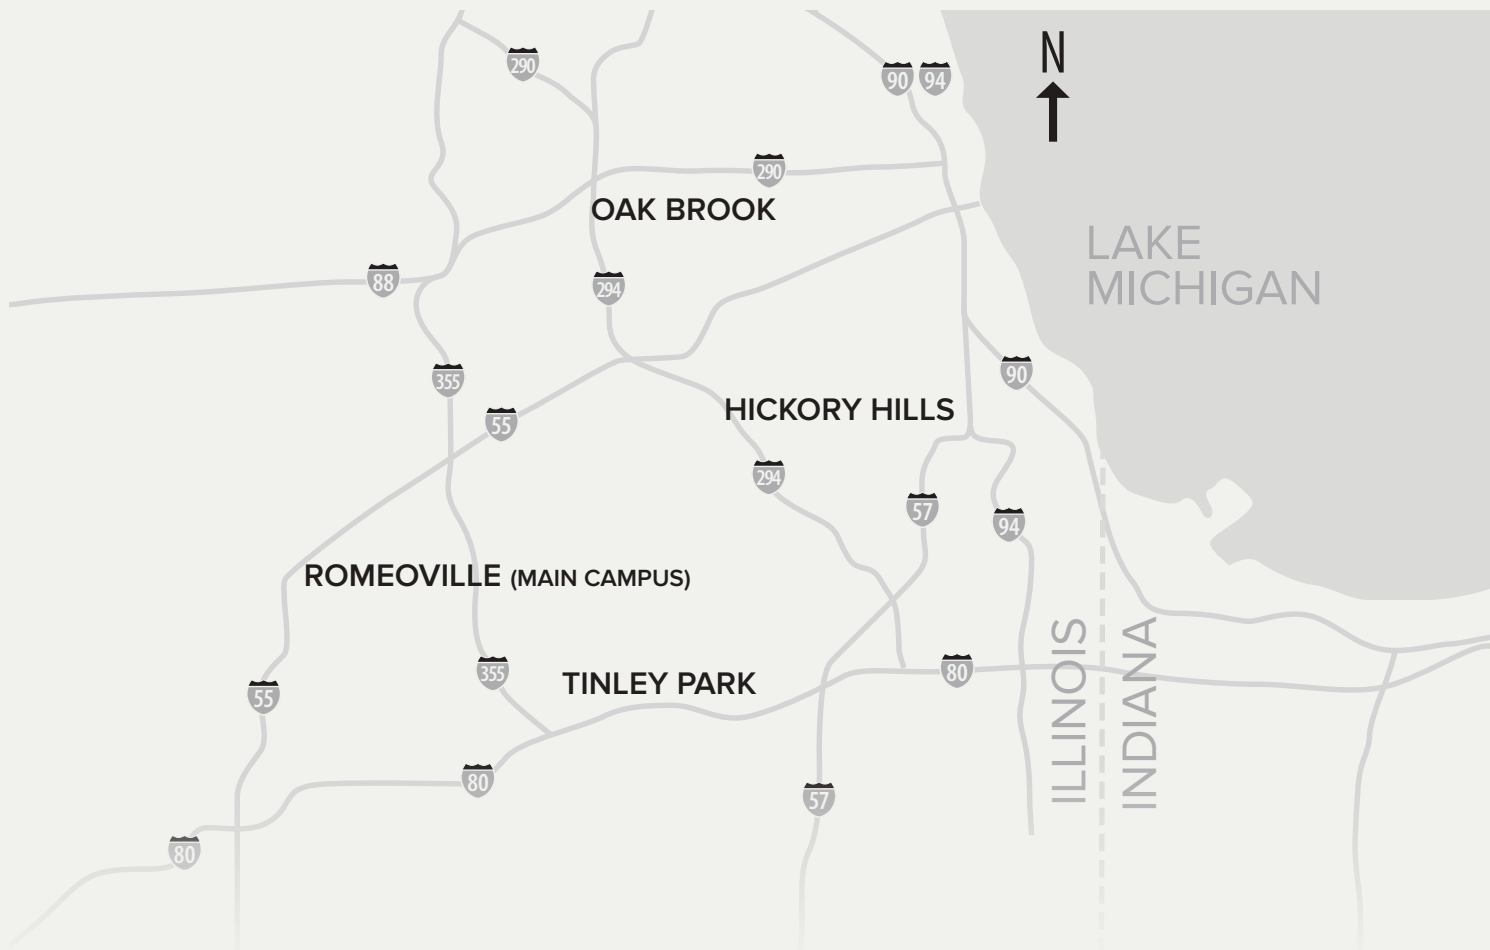 N
290
90 94
290
OAK BROOK
LAKE
MICHIGAN
88
294
355
90
55
HICKORY HILLS
294
57
94
ROMEOVILLE (MAIN CAMPUS)
355
80
TINLEY PARK
55
ILLINOIS
INDIANA
80
57
80